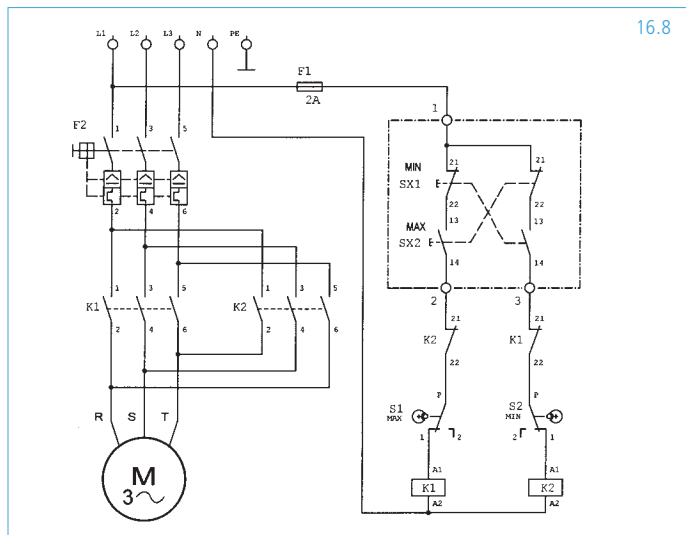 16.8
L1 L2 L3 N PE
F1
2A
1
F2
1 3 5
21 21
MIN
SX1
22 22
2 4 6
13 13
MAX
SX2
14 14
1 3 5 1 3 5
K1 K2
2 4 6 2 4 6
2 3
21 21
K2 K1
22 22
P P
S1 S2
MAX MIN
1 2 2 1
R S T
A1 A1
K1 K2
A2 A2
M
3